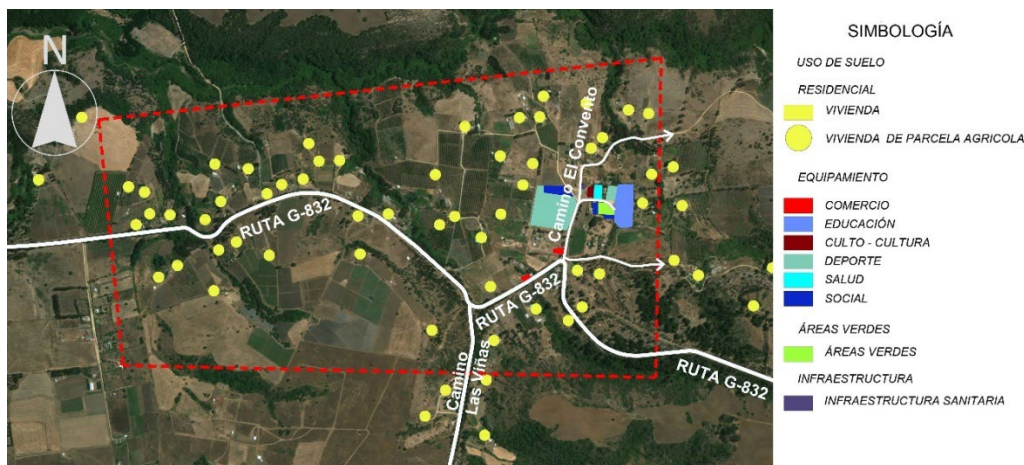 N
RUTA G-832
Camino El Convento
RUTA G-832
Camino
Las Viñas
RUTA G-832
SIMBOLOGÍA
USO DE SUELO
RESIDENCIAL
VIVIENDA
VIVIENDA DE PARCELA AGRICOLA
EQUIPAMIENTO
COMERCIO
EDUCACIÓN
CULTO - CULTURA
DEPORTE
SALUD
SOCIAL
ÁREAS VERDES
ÁREAS VERDES
INFRAESTRUCTURA
INFRAESTRUCTURA SANITARIA